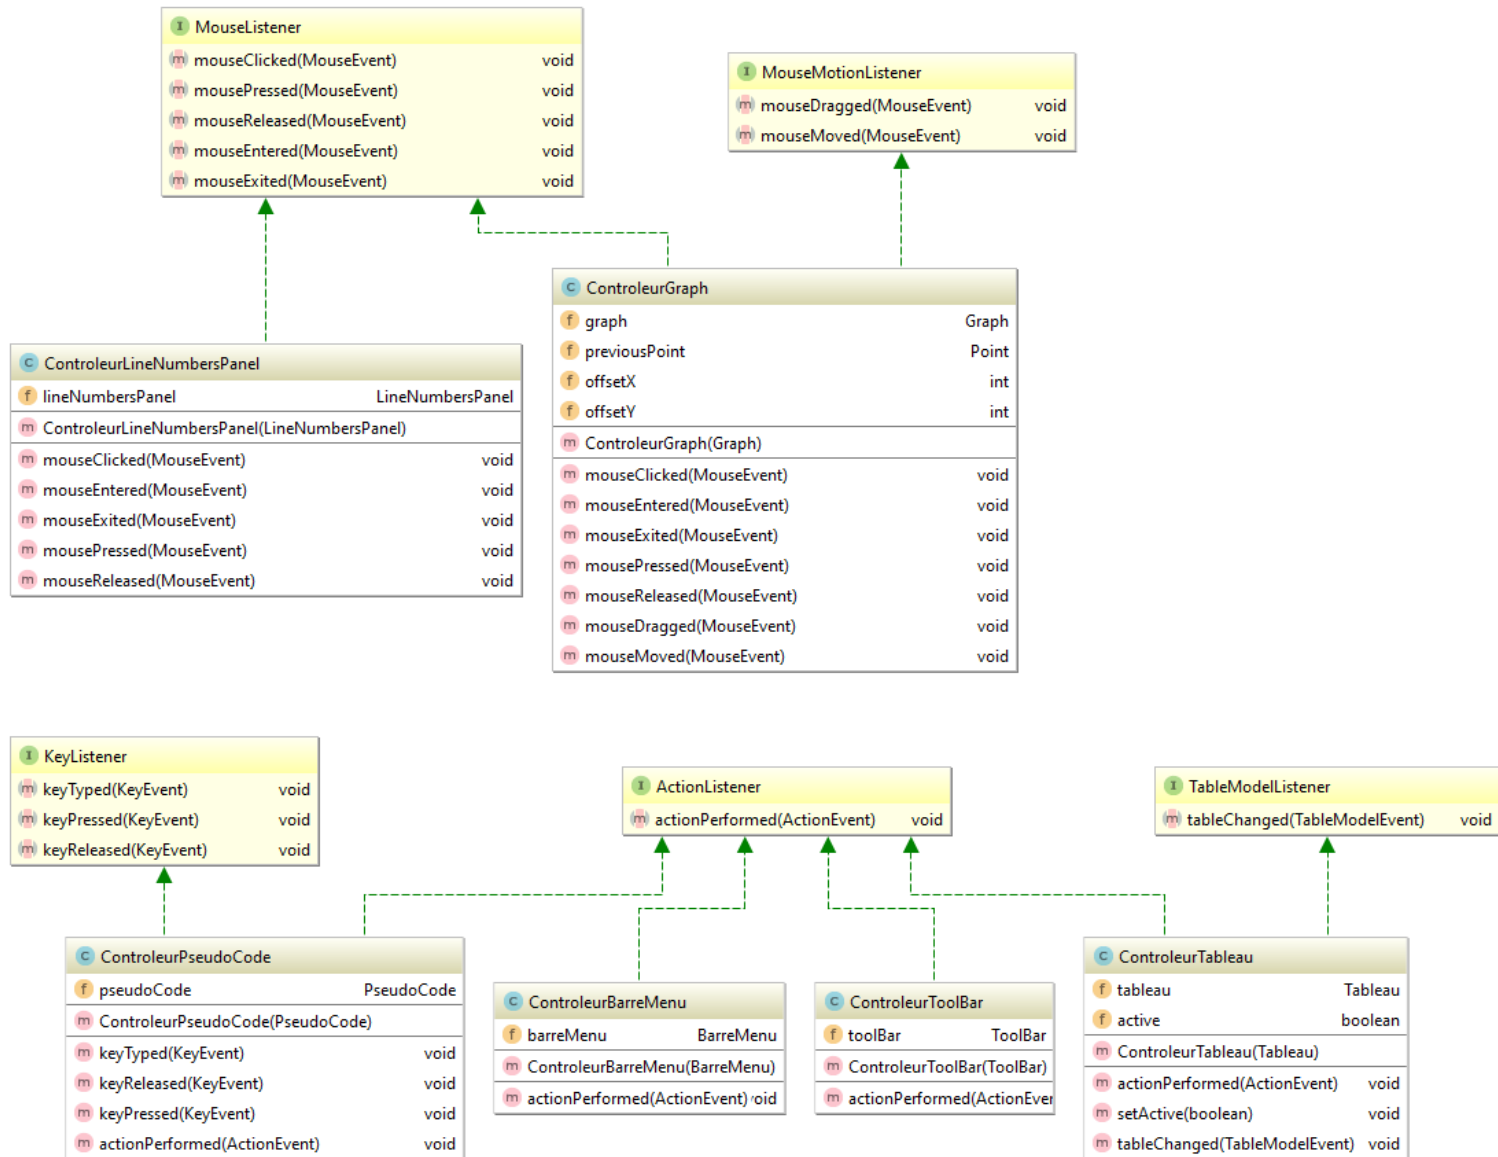 MouseListener
mouseClicked(MouseEvent) void
mousePressed(MouseEvent) void
mouseReleased(MouseEvent) void
mouseEntered(MouseEvent) void
mouseExited(MouseEvent) void
MouseMotionListener
mouseDragged(MouseEvent) void
mouseMoved(MouseEvent) void
ControleurLineNumbersPanel
lineNumbersPanel LineNumbersPanel
ControleurLineNumbersPanel(LineNumbersPanel)
mouseClicked(MouseEvent) void
mouseEntered(MouseEvent) void
mouseExited(MouseEvent) void
mousePressed(MouseEvent) void
mouseReleased(MouseEvent) void
ControleurGraph
graph Graph
previousPoint Point
offsetX int
offsetY int
ControleurGraph(Graph)
mouseClicked(MouseEvent) void
mouseEntered(MouseEvent) void
mouseExited(MouseEvent) void
mousePressed(MouseEvent) void
mouseReleased(MouseEvent) void
mouseDragged(MouseEvent) void
mouseMoved(MouseEvent) void
KeyListener
keyTyped(KeyEvent) void
keyPressed(KeyEvent) void
keyReleased(KeyEvent) void
ActionListener
actionPerformed(ActionEvent) void
TableModelListener
tableChanged(TableModelEvent) void
ControleurPseudoCode
pseudoCode PseudoCode
ControleurPseudoCode(PseudoCode)
keyTyped(KeyEvent) void
keyReleased(KeyEvent) void
keyPressed(KeyEvent) void
actionPerformed(ActionEvent) void
ControleurBarreMenu
barreMenu BarreMenu
ControleurBarreMenu(BarreMenu)
actionPerformed(ActionEvent) void
ControleurToolBar
toolBar ToolBar
ControleurToolBar(ToolBar)
actionPerformed(ActionEver
ControleurTableau
tableau Tableau
active boolean
ControleurTableau(Tableau)
actionPerformed(ActionEvent) void
setActive(boolean) void
tableChanged(TableModelEvent) void